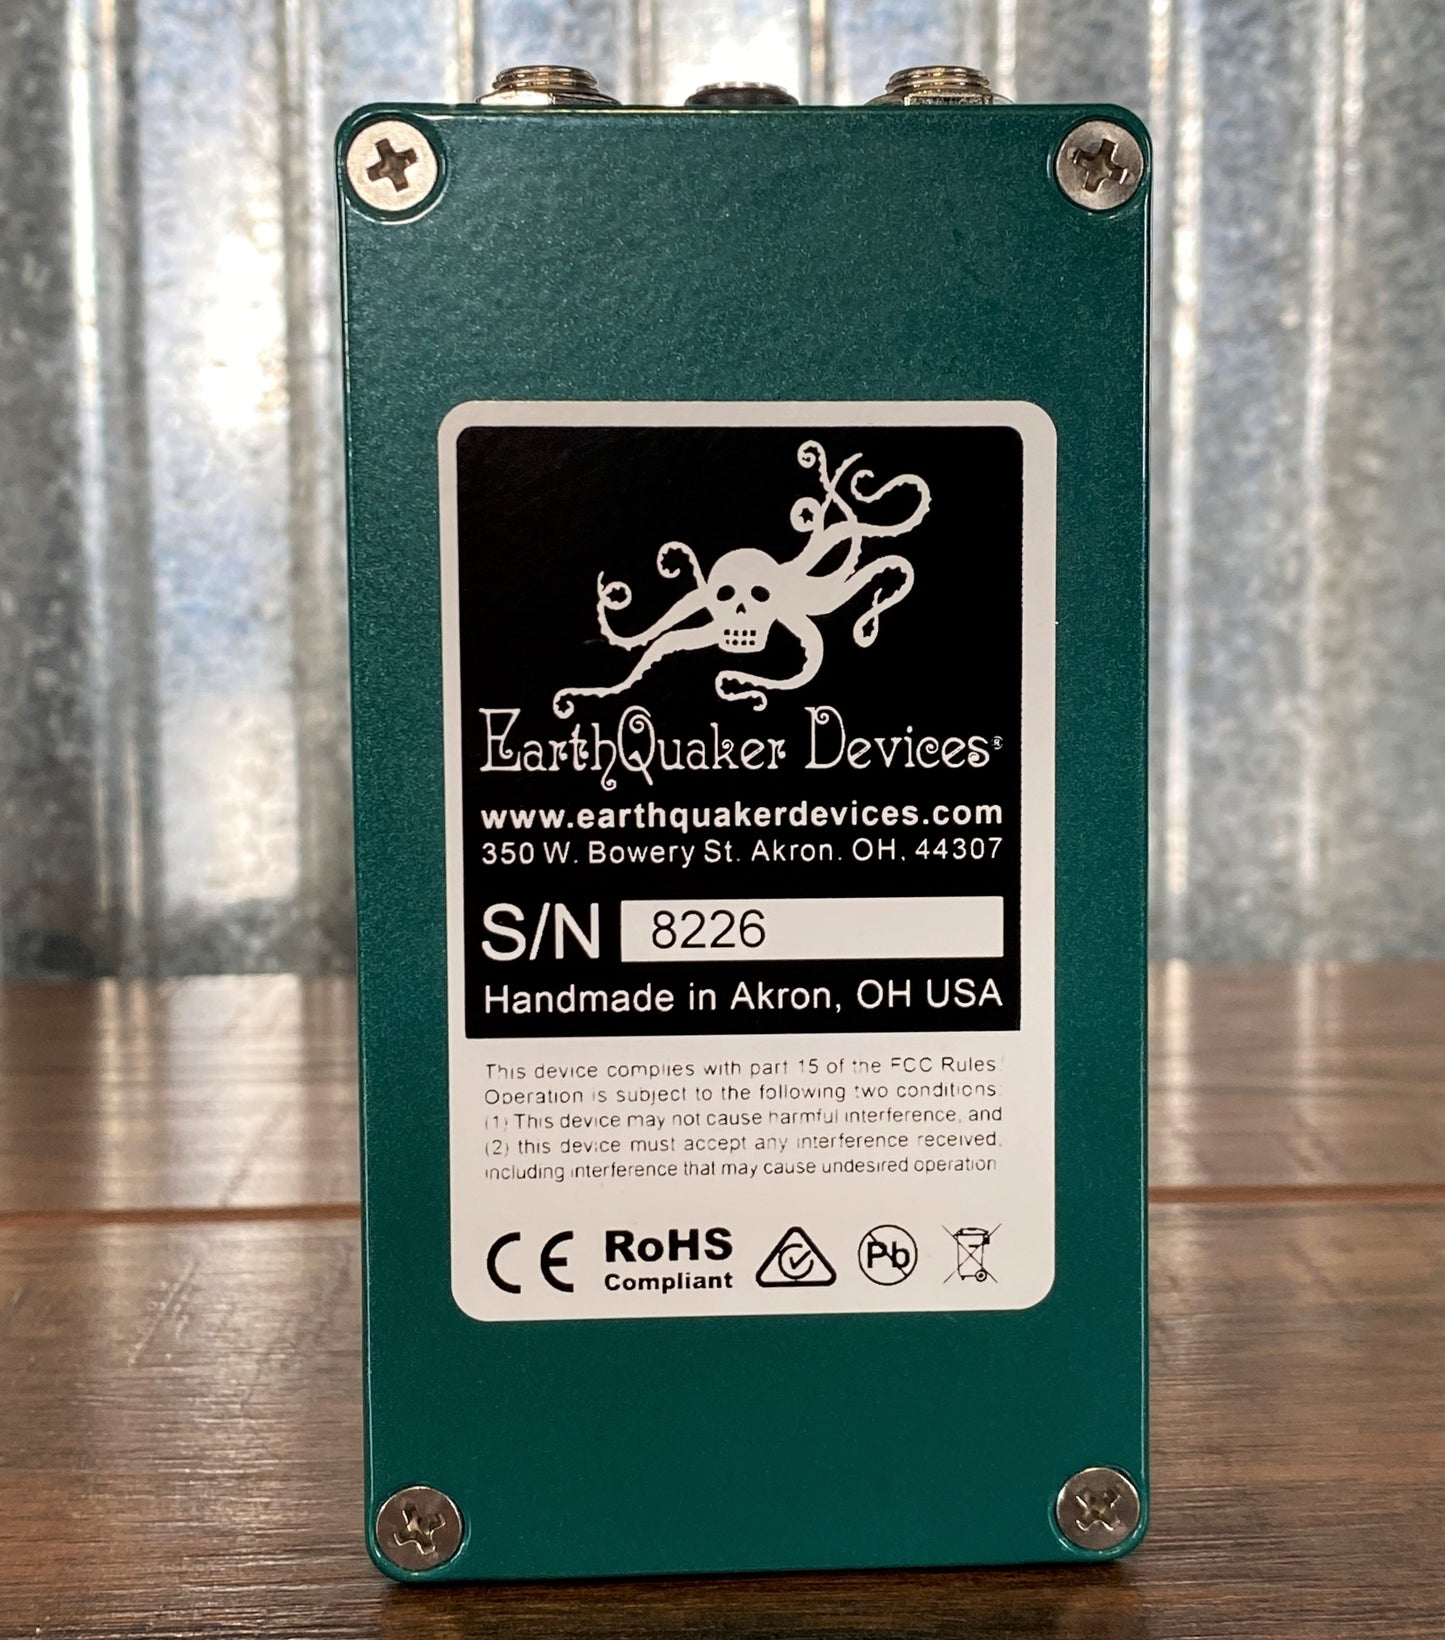 EarthQuaker Devices®
www.earthquakerdevices.com
350 W. Bowery St. Akron. OH. 44307
S/N 8226
Handmade in Akron, OH USA
This device complies with part 15 of the FCC Rules.
Operation is subject to the following two conditions:
(1) This device may not cause harmful interference, and
(2) this device must accept any interference received,
including interference that may cause undesired operation
CE RoHS Pb
Compliant